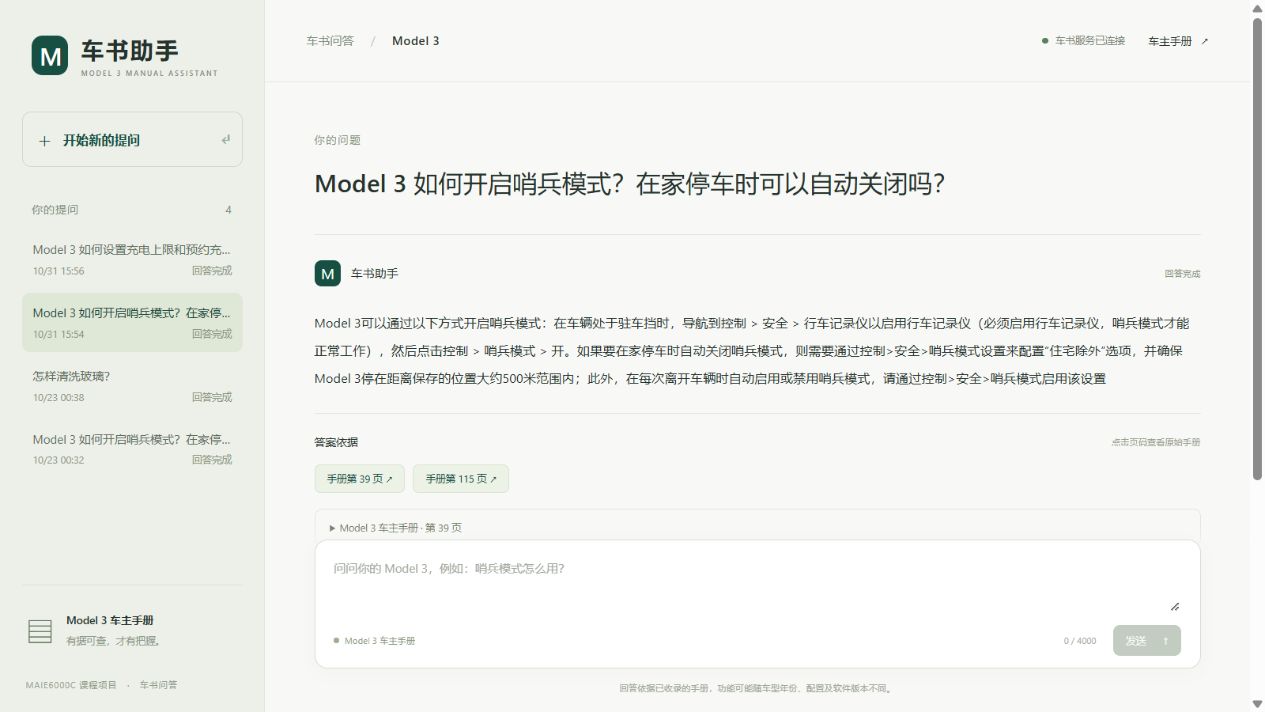 M
车书助手
MODEL 3 MANUAL ASSISTANT
+ 开始新的提问
你的提问 4
Model 3 如何设置充电上限和预约充...
10/31 15:56 回答完成
Model 3 如何开启哨兵模式？在家停...
10/31 15:54 回答完成
怎样清洗玻璃?
10/23 00:38 回答完成
Model 3 如何开启哨兵模式？在家停...
10/23 00:32 回答完成
Model 3 车主手册
有据可查，才有把握。
MAIE6000C 课程项目 · 车书问答
车书问答 / Model 3
车书服务已连接 车主手册 ↗
你的问题
Model 3 如何开启哨兵模式？在家停车时可以自动关闭吗？
M 车书助手 回答完成
Model 3可以通过以下方式开启哨兵模式：在车辆处于驻车挡时，导航到控制 > 安全 > 行车记录仪以启用行车记录仪（必须启用行车记录仪，哨兵模式才能
正常工作），然后点击控制 > 哨兵模式 > 开。如果要在家停车时自动关闭哨兵模式，则需要通过控制>安全>哨兵模式设置来配置“住宅除外”选项，并确保
Model 3停在距离保存的位置大约500米范围内；此外，在每次离开车辆时自动启用或禁用哨兵模式，请通过控制>安全>哨兵模式启用该设置
答案依据 点击页码查看原始手册
手册第 39 页 ↗ 手册第 115 页 ↗
▶ Model 3 车主手册 · 第 39 页
问问你的 Model 3，例如：哨兵模式怎么用？
Model 3 车主手册 0 / 4000 发送 ↑
回答依据已收录的手册，功能可能随车型年份、配置及软件版本不同。